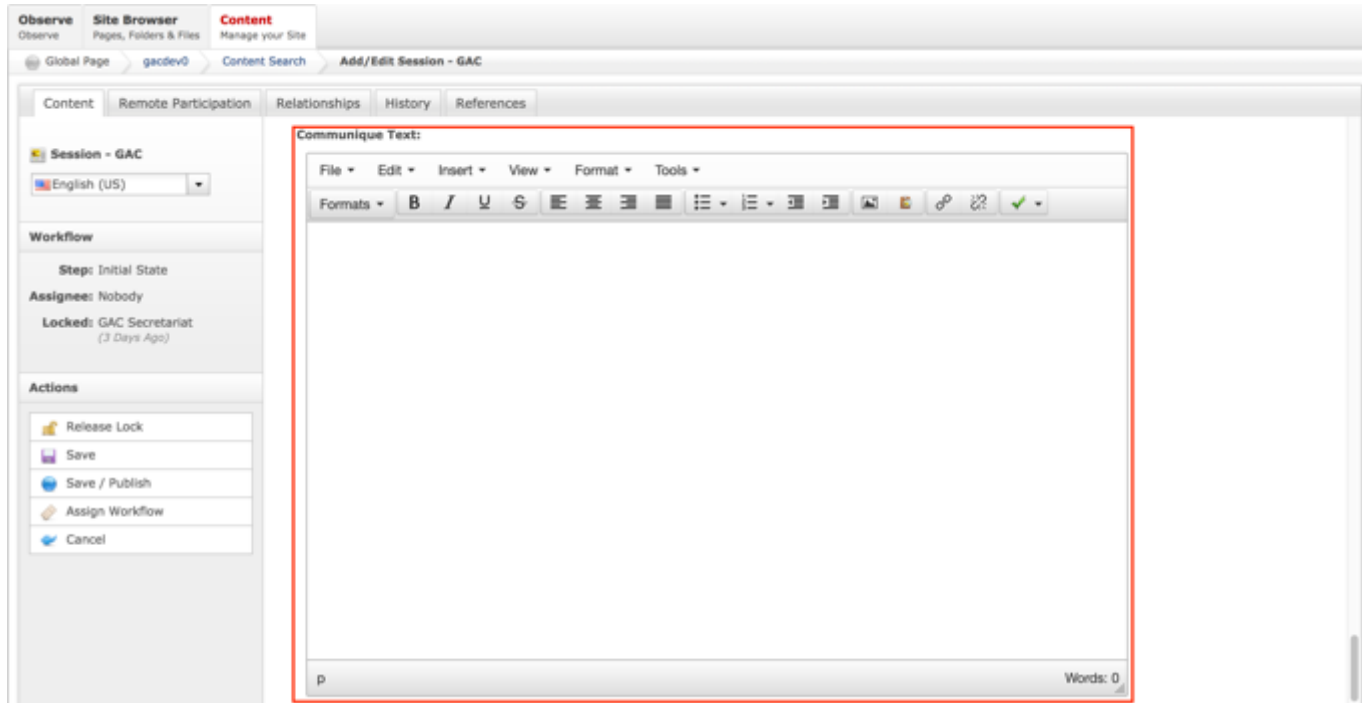 Observe Site Browser Content
Observe Pages, Folders & Files Manage your Site
Global Page gacdev0 Content Search Add/Edit Session - GAC
Content Remote Participation Relationships History References
Session - GAC
English (US)
Workflow
Step: Initial State
Assignee: Nobody
Locked: GAC Secretariat
(3 Days Ago)
Actions
Release Lock
Save
Save / Publish
Assign Workflow
Cancel
Communique Text:
File Edit Insert View Format Tools
Formats B I U S
p Words: 0